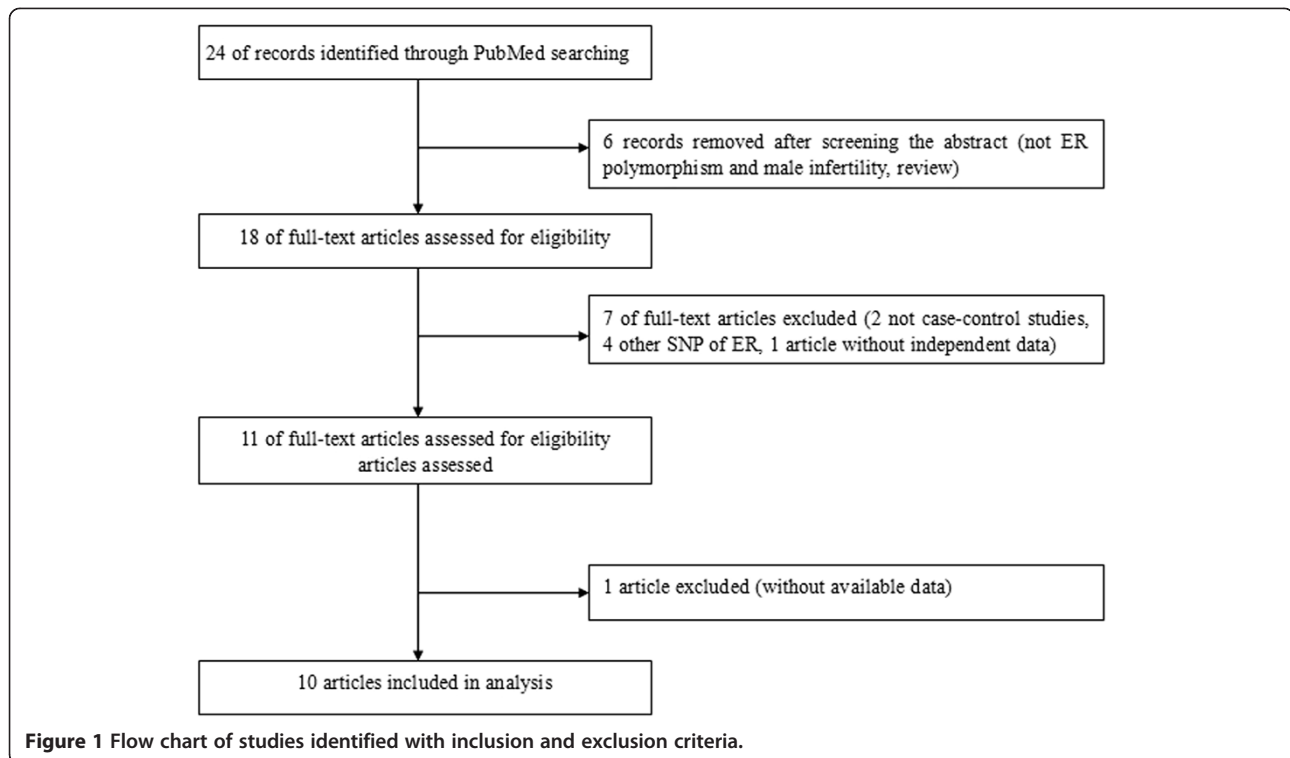 24 of records identified through PubMed searching
6 records removed after screening the abstract (not ER
polymorphism and male infertility, review)
18 of full-text articles assessed for eligibility
7 of full-text articles excluded (2 not case-control studies,
4 other SNP of ER, 1 article without independent data)
11 of full-text articles assessed for eligibility
articles assessed
1 article excluded (without available data)
10 articles included in analysis
Figure 1 Flow chart of studies identified with inclusion and exclusion criteria.